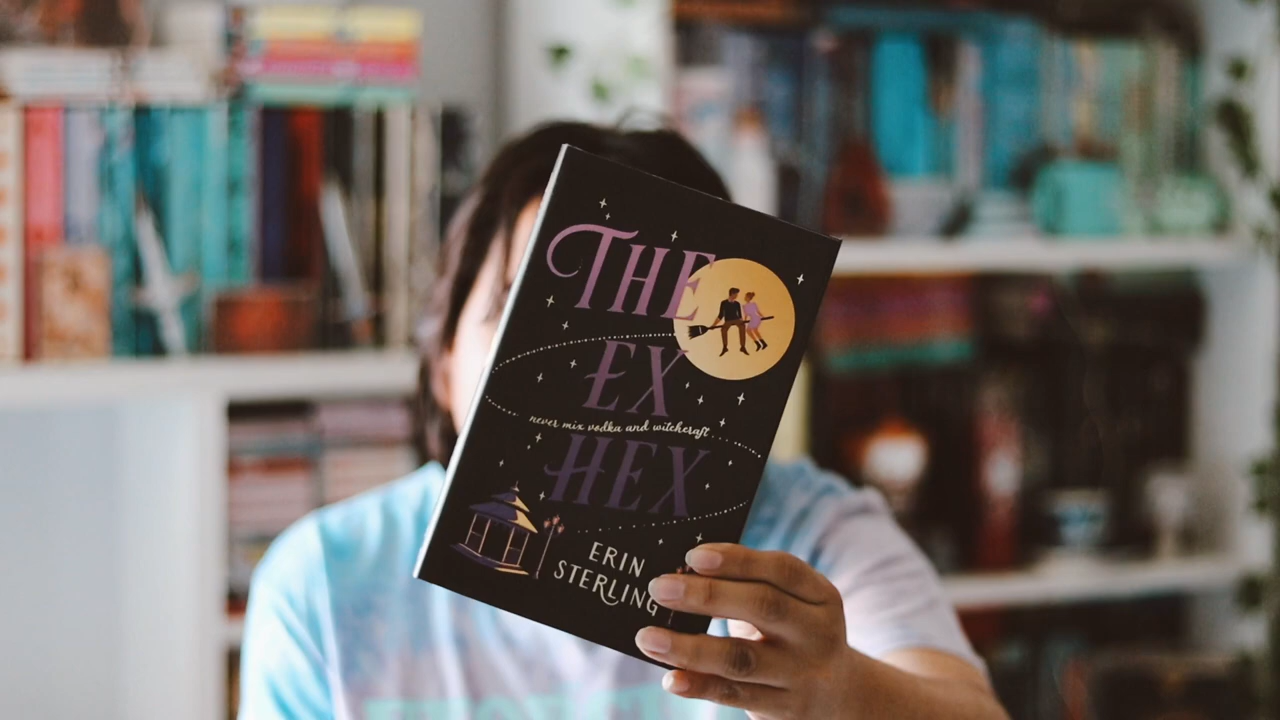 THE
EX
never mix vodka and witchcraft
HEX
ERIN
STERLING